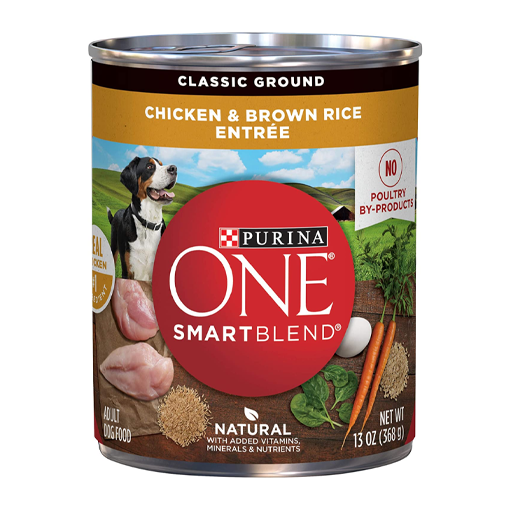 CLASSIC GROUND
CHICKEN & BROWN RICE
ENTRÉE
NO
POULTRY
BY-PRODUCTS
PURINA
ONE®
SMARTBLEND®
ADULT
DOG FOOD
NATURAL
WITH ADDED VITAMINS,
MINERALS & NUTRIENTS
NET WT
13 OZ (368 g)